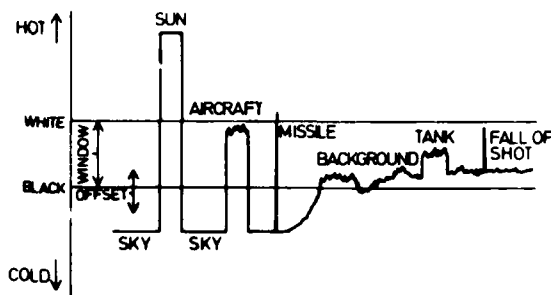 SUN
HOT
AIRCRAFT
WHITE
MISSILE
TANK
FALL OF
SHOT
WINDOW
BACKGROUND
BLACK
OFFSET
SKY
SKY
COLD